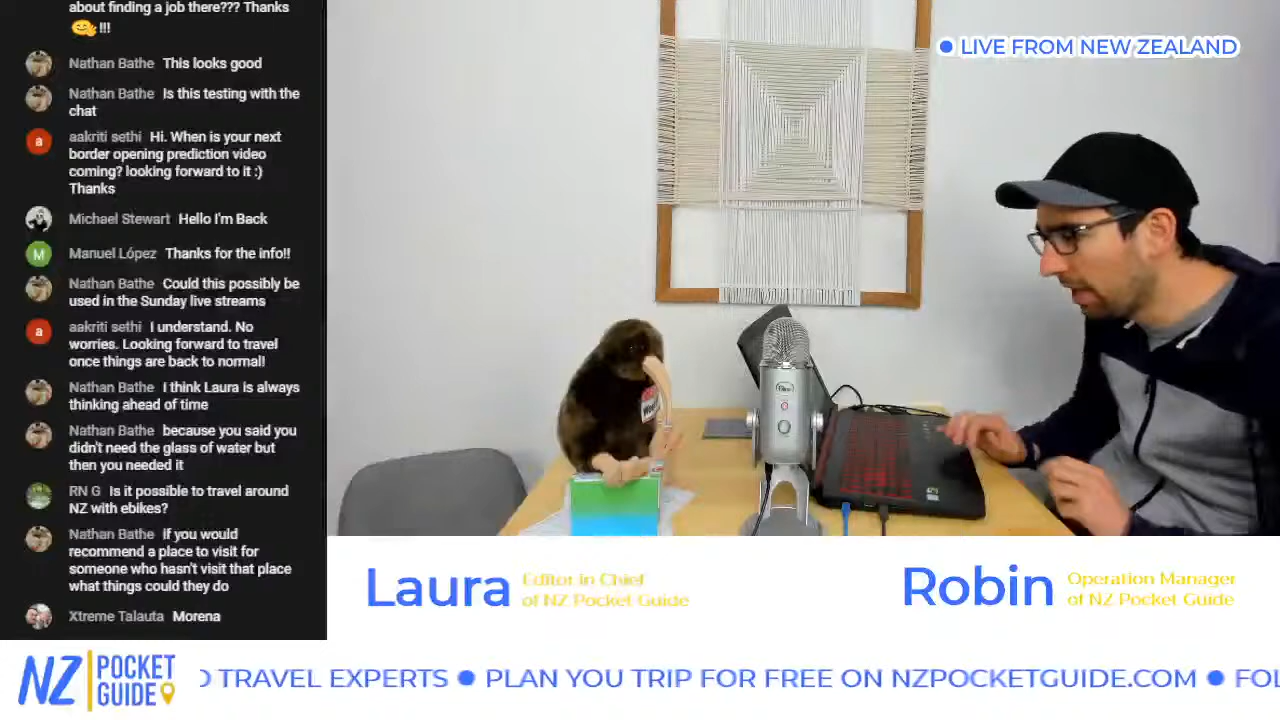 about finding a job there??? Thanks
🤗 !!!
Nathan Bathe This looks good
Nathan Bathe Is this testing with the
chat
a
aakriti sethi Hi. When is your next
border opening prediction video
coming? looking forward to it :)
Thanks
Michael Stewart Hello I'm Back
M
Manuel López Thanks for the info!!
Nathan Bathe Could this possibly be
used in the Sunday live streams
a
aakriti sethi I understand. No
worries. Looking forward to travel
once things are back to normal!
Nathan Bathe I think Laura is always
thinking ahead of time
Nathan Bathe because you said you
didn't need the glass of water but
then you needed it
RN G Is it possible to travel around
NZ with ebikes?
Nathan Bathe If you would
recommend a place to visit for
someone who hasn't visit that place
what things could they do
Xtreme Talauta Morena
LIVE FROM NEW ZEALAND
Laura Editor in Chief
of NZ Pocket Guide
Robin Operation Manager
of NZ Pocket Guide
NZ POCKET
GUIDE
TRAVEL EXPERTS ● PLAN YOU TRIP FOR FREE ON NZPOCKETGUIDE.COM ● FOL